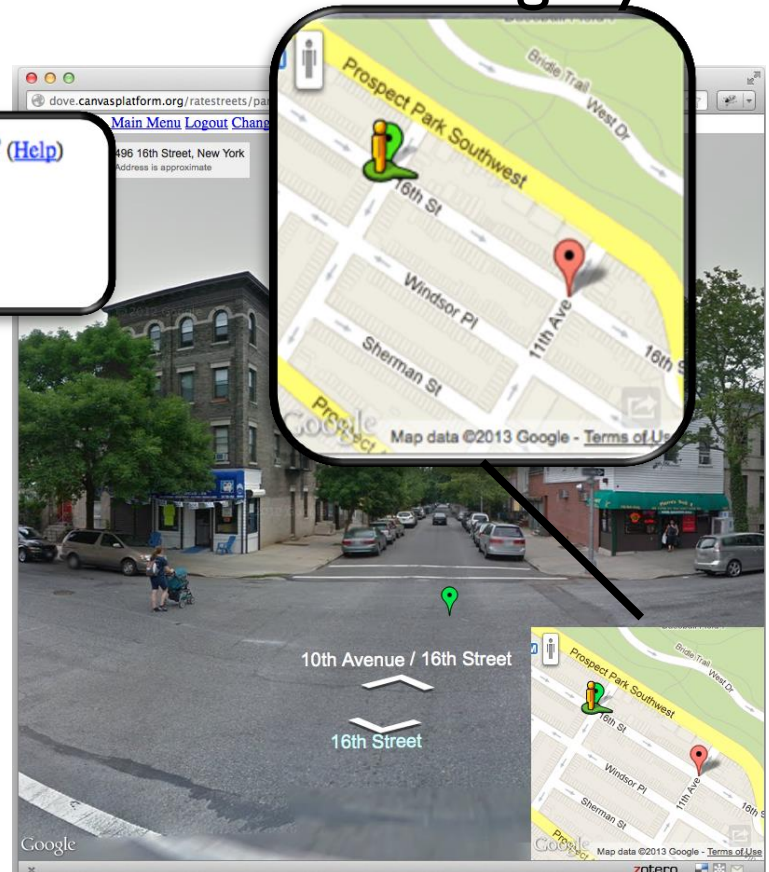 dove.canvasplatform.org/ratestreets/
(Help)
Main Menu Logout
496 16th Street, New York
Address is approximate
Bridle Trail
West Dr
Prospect Park Southwest
16th St
Windsor Pl
11th Ave
16th
Sherman St
Google
Map data ©2013 Google - Terms of Us
10th Avenue / 16th Street
16th Street
Bridle Trail
West Dr
Prospect Park Southwest
16th St
Windsor Pl
11th Ave
16th
Sherman St
Google
Google
Map data ©2013 Google - Terms of Use
zotero